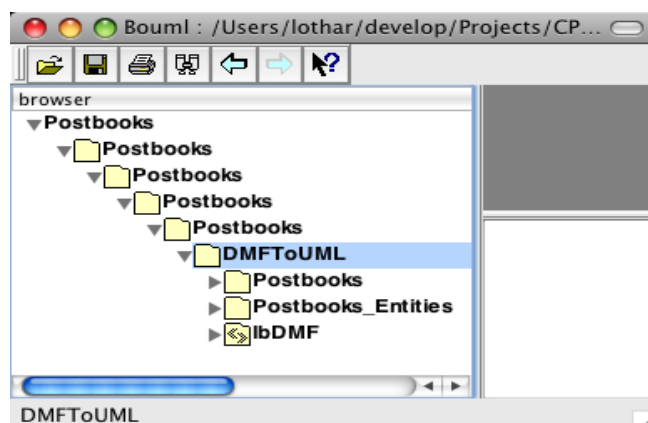 Bouml : /Users/lothar/develop/Projects/CP...
browser
Postbooks
Postbooks
Postbooks
Postbooks
Postbooks
DMFToUML
Postbooks
Postbooks_Entities
lbDMF
DMFToUML